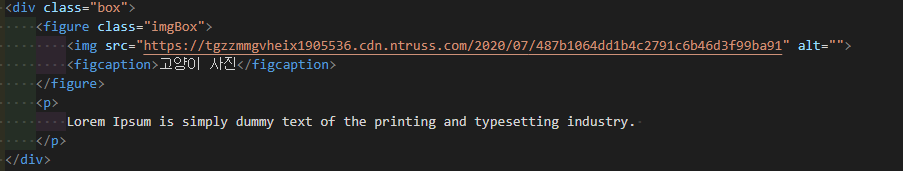 <div class="box">
<figure class="imgBox">
<img src="https://tgzzmmgvheix1905536.cdn.ntruss.com/2020/07/487b1064dd1b4c2791c6b46d3f99ba91" alt="">
<figcaption>고양이 사진</figcaption>
</figure>
<p>
Lorem Ipsum is simply dummy text of the printing and typesetting industry.
</p>
</div>